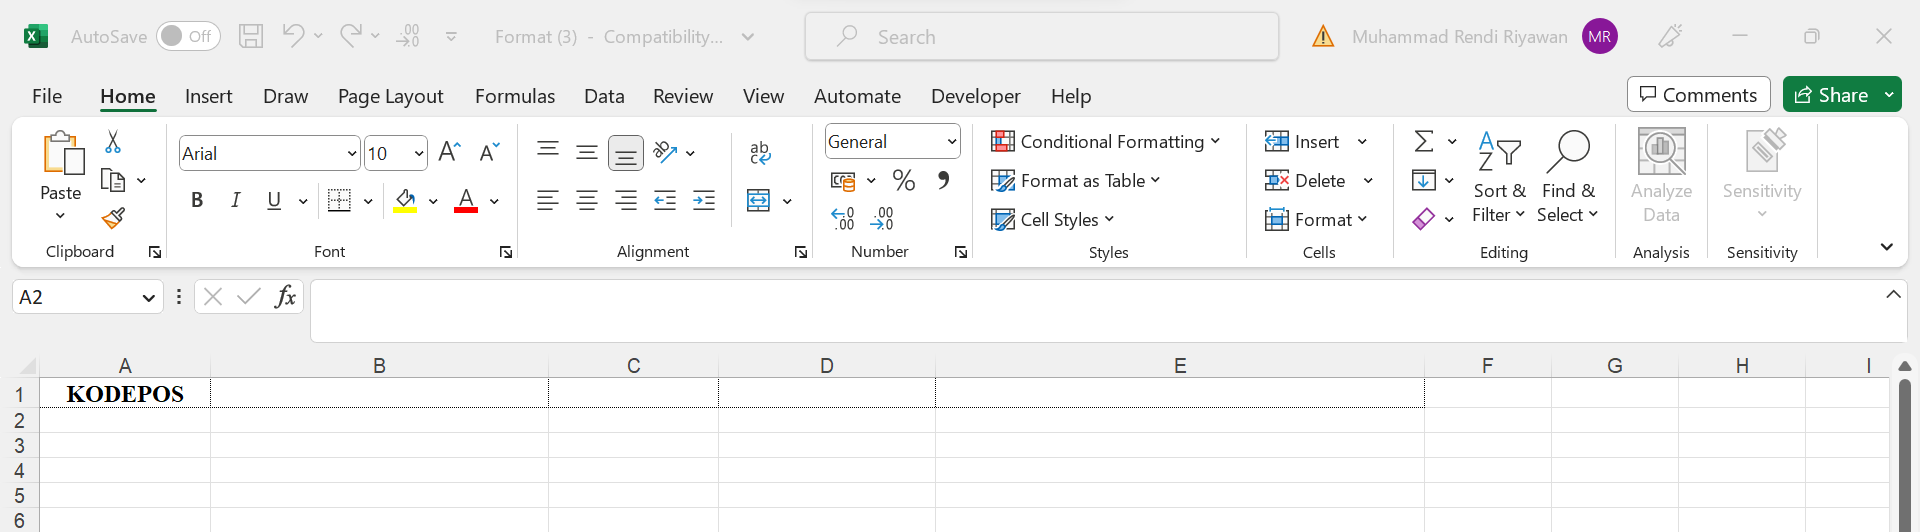 AutoSave Off Format (3) - Compatibility... Search Muhammad Rendi Riyawan MR
File Home Insert Draw Page Layout Formulas Data Review View Automate Developer Help Comments Share
Paste
Clipboard
Arial 10
B I U
Font
ab
Alignment
General
Number
Conditional Formatting
Format as Table
Cell Styles
Styles
Insert
Delete
Format
Cells
Sort & Filter
Find & Select
Editing
Analyze Data
Analysis
Sensitivity
Sensitivity
A2 fx
A B C D E F G H I
1 KODEPOS
2
3
4
5
6